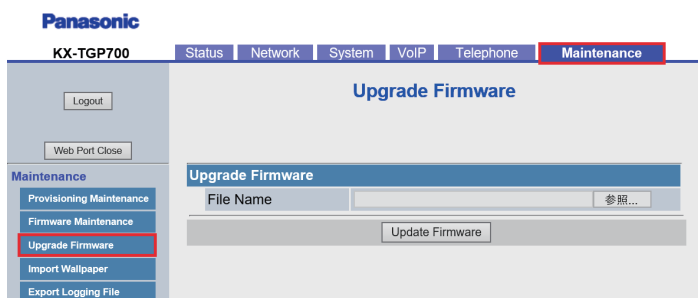 Panasonic
KX-TGP700
Status Network System VoIP Telephone Maintenance
Logout
Upgrade Firmware
Web Port Close
Maintenance
Provisioning Maintenance
Firmware Maintenance
Upgrade Firmware
Import Wallpaper
Export Logging File
Upgrade Firmware
File Name 参照...
Update Firmware